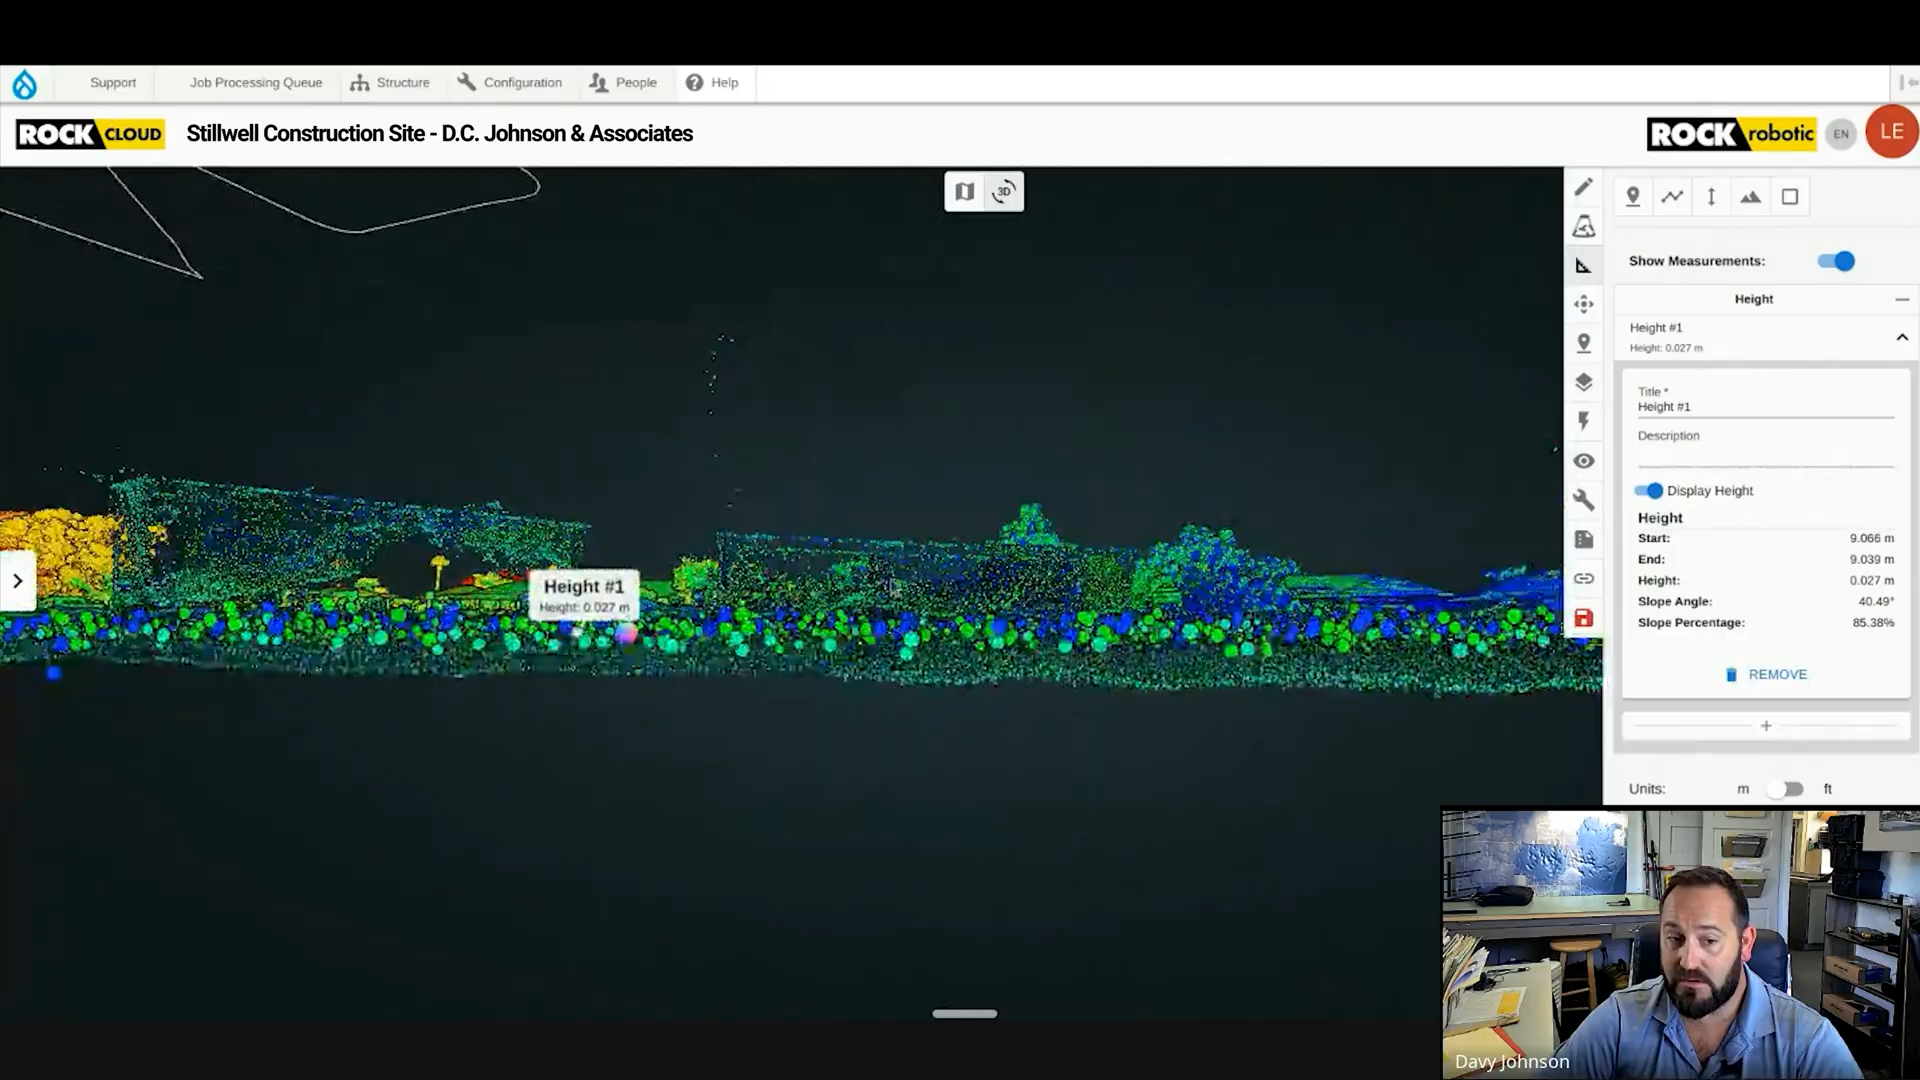 Support
Job Processing Queue
Structure
Configuration
People
Help
ROCK CLOUD
Stillwell Construction Site - D.C. Johnson & Associates
ROCK robotic
EN
LE
3D
Show Measurements:
Height
Height #1
Height: 0.027 m
Title *
Height #1
Description
Display Height
Height
Start: 9.066 m
End: 9.039 m
Height: 0.027 m
Slope Angle: 40.49°
Slope Percentage: 85.38%
REMOVE
Units: m ft
Height #1
Height: 0.027 m
Davy Johnson